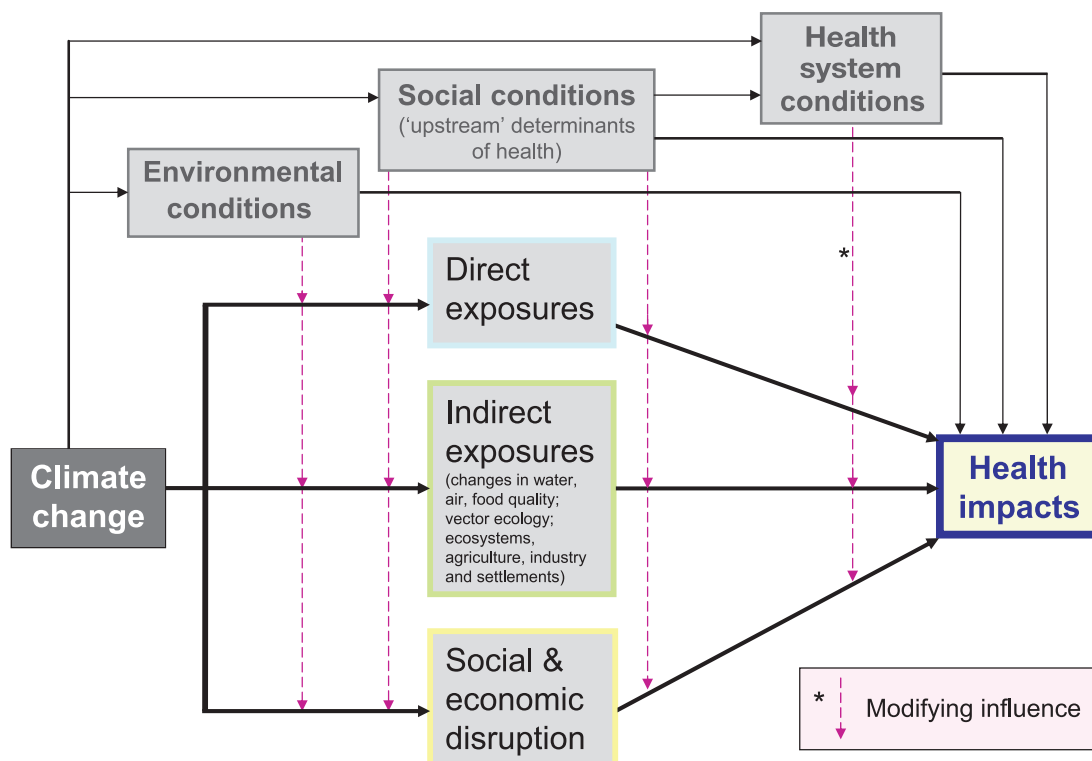 Health
system
conditions
Social conditions
(‘upstream’ determinants
of health)
Environmental
conditions
*
Direct
exposures
Indirect
exposures
(changes in water,
air, food quality;
vector ecology;
ecosystems,
agriculture, industry
and settlements)
Climate
change
Health
impacts
Social &
economic
disruption
* Modifying influence